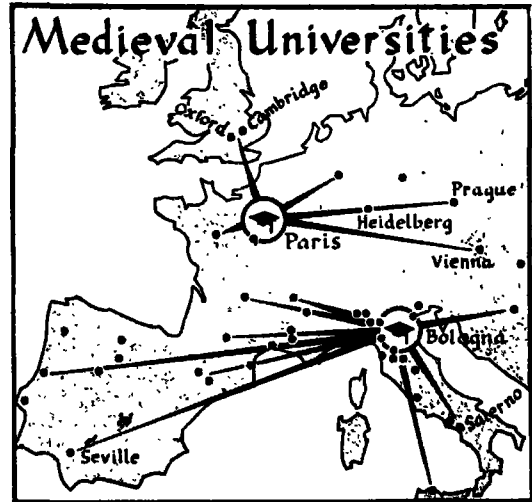 Medieval Universities
Oxford
Cambridge
Prague
Heidelberg
Paris
Vienna
Bologna
Salerno
Seville